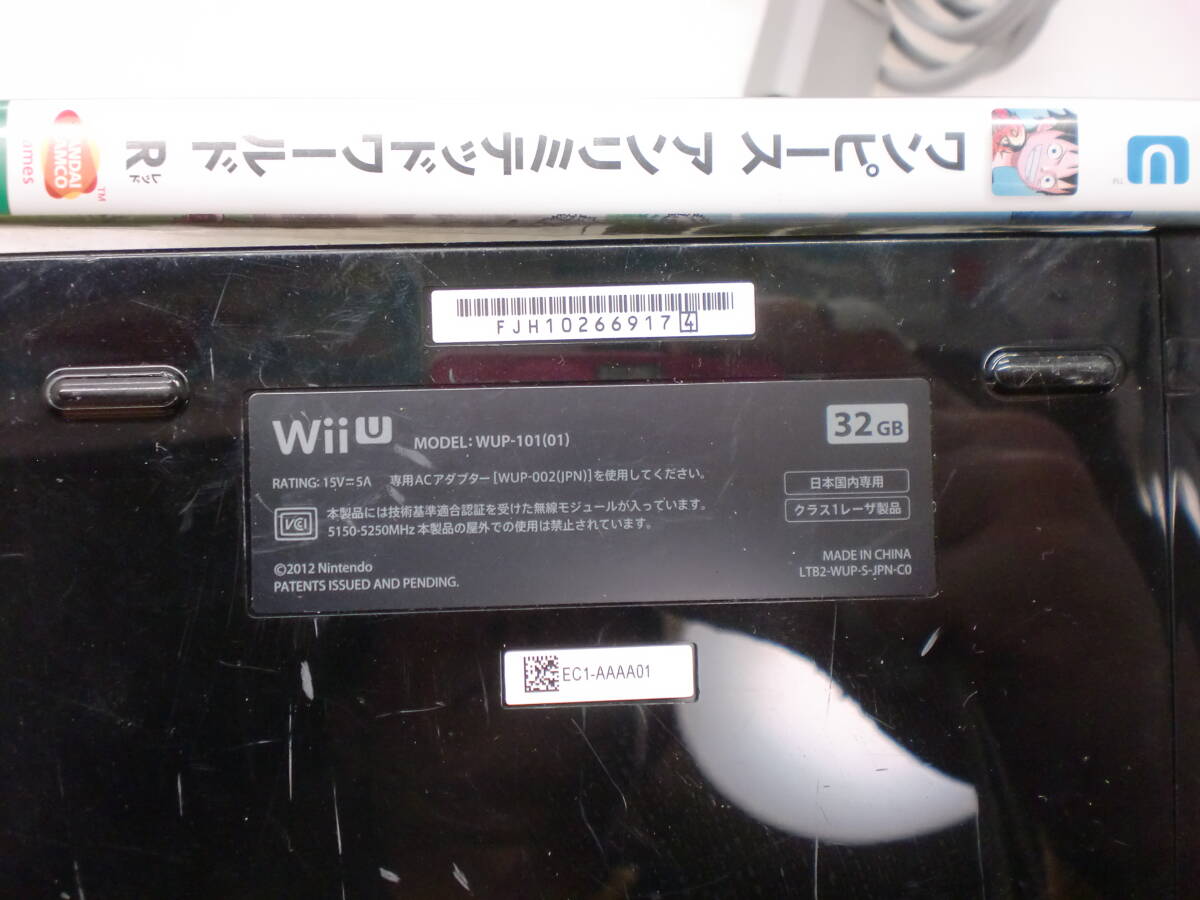 ワンピース アンリミテッドワールド R
レッド
BANDAI
NAMCO
Games
TM
U
TM
FJH10266917 4
Wii U
MODEL: WUP-101(01)
32GB
RATING: 15V⎓5A 専用ACアダプター[WUP-002(JPN)]を使用してください。
日本国内専用
VCI
本製品には技術基準適合認証を受けた無線モジュールが入っています。
5150-5250MHz 本製品の屋外での使用は禁止されています。
クラス1レーザ製品
©2012 Nintendo
PATENTS ISSUED AND PENDING.
MADE IN CHINA
LTB2-WUP-S-JPN-C0
EC1-AAAA01